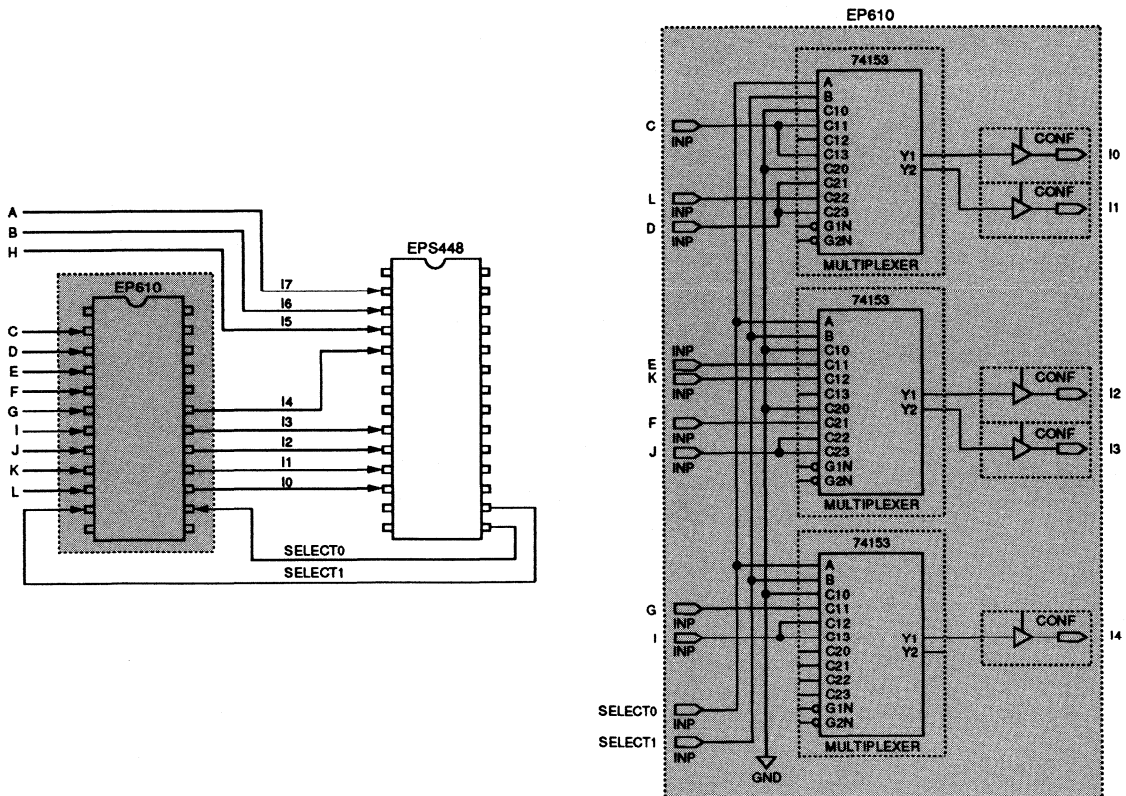 A
B
H
EPS448
I7
I6
I5
EP610
C
D
E
F
G
I
J
K
L
I4
I3
I2
I1
I0
SELECT0
SELECT1
EP610
74153
A
B
C10
C11
C12
C13
C20
C21
C22
C23
G1N
G2N
Y1
Y2
MULTIPLEXER
C
INP
L
INP
D
INP
CONF
I0
CONF
I1
74153
A
B
C10
C11
C12
C13
C20
C21
C22
C23
G1N
G2N
Y1
Y2
MULTIPLEXER
INP
E
K
INP
F
INP
J
INP
CONF
I2
CONF
I3
74153
A
B
C10
C11
C12
C13
C20
C21
C22
C23
G1N
G2N
Y1
Y2
MULTIPLEXER
G
INP
I
INP
CONF
I4
SELECT0
INP
SELECT1
INP
GND